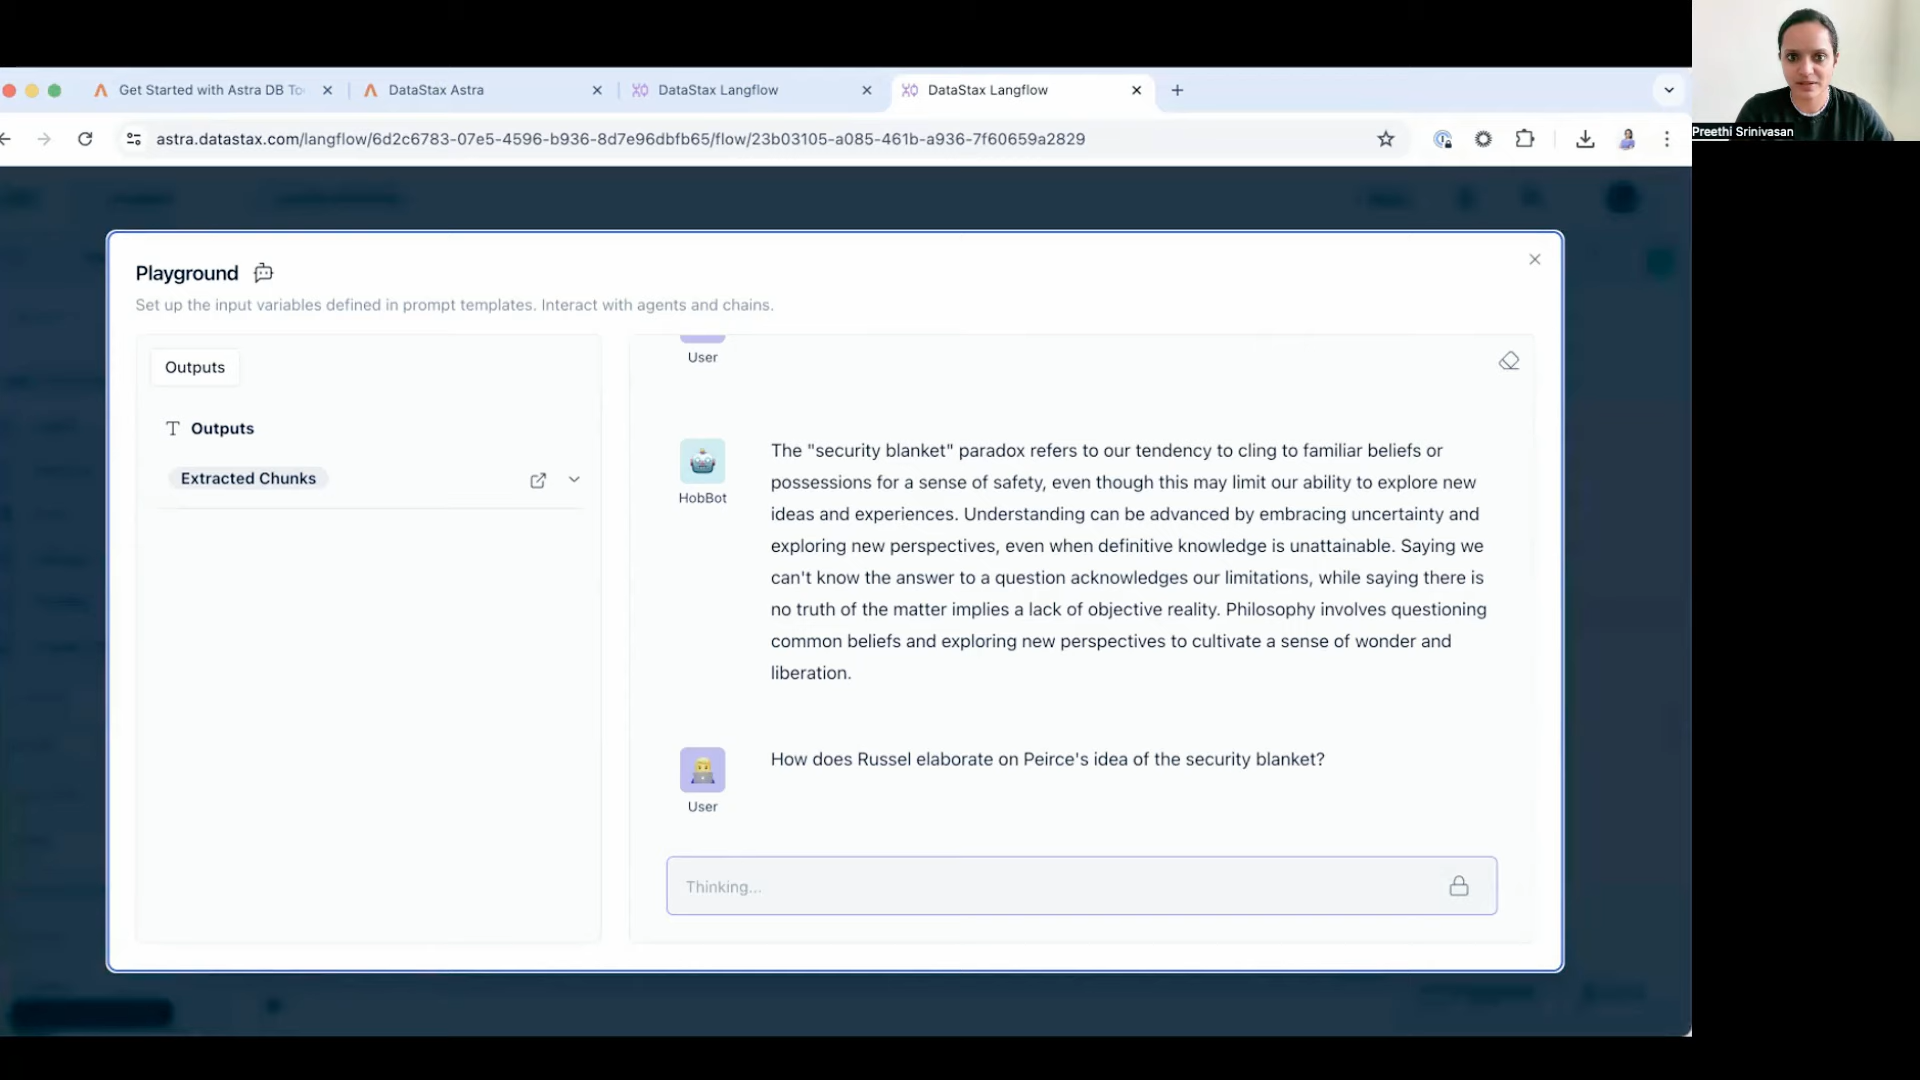 Get Started with Astra DB To
DataStax Astra
DataStax Langflow
DataStax Langflow
astra.datastax.com/langflow/6d2c6783-07e5-4596-b936-8d7e96dbfb65/flow/23b03105-a085-461b-a936-7f60659a2829
Preethi Srinivasan
Playground
Set up the input variables defined in prompt templates. Interact with agents and chains.
Outputs
Outputs
Extracted Chunks
User
HobBot
The "security blanket" paradox refers to our tendency to cling to familiar beliefs or
possessions for a sense of safety, even though this may limit our ability to explore new
ideas and experiences. Understanding can be advanced by embracing uncertainty and
exploring new perspectives, even when definitive knowledge is unattainable. Saying we
can't know the answer to a question acknowledges our limitations, while saying there is
no truth of the matter implies a lack of objective reality. Philosophy involves questioning
common beliefs and exploring new perspectives to cultivate a sense of wonder and
liberation.
How does Russel elaborate on Peirce's idea of the security blanket?
User
Thinking...